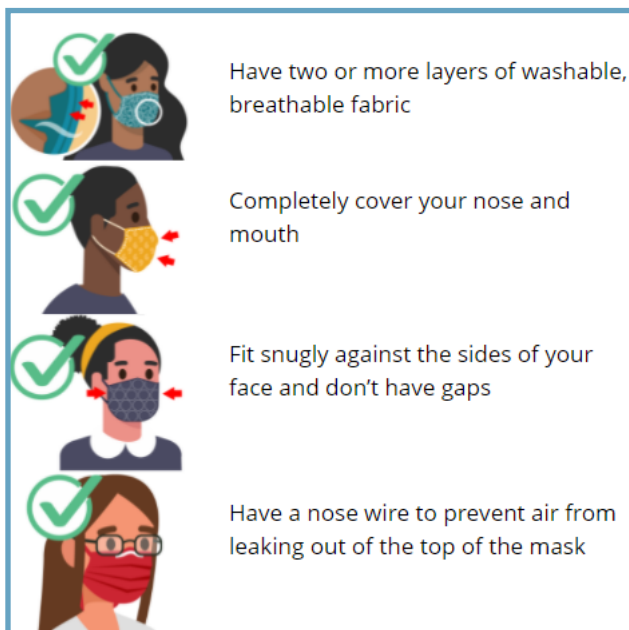 Have two or more layers of washable,
breathable fabric
Completely cover your nose and
mouth
Fit snugly against the sides of your
face and don’t have gaps
Have a nose wire to prevent air from
leaking out of the top of the mask